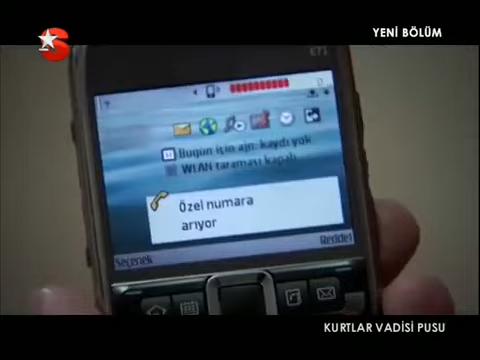 YENİ BÖLÜM
E71
Bugün için ajn: kaydı yok
WLAN taraması kapalı
Özel numara
arıyor
Seçenek
Reddet
KURTLAR VADİSİ PUSU